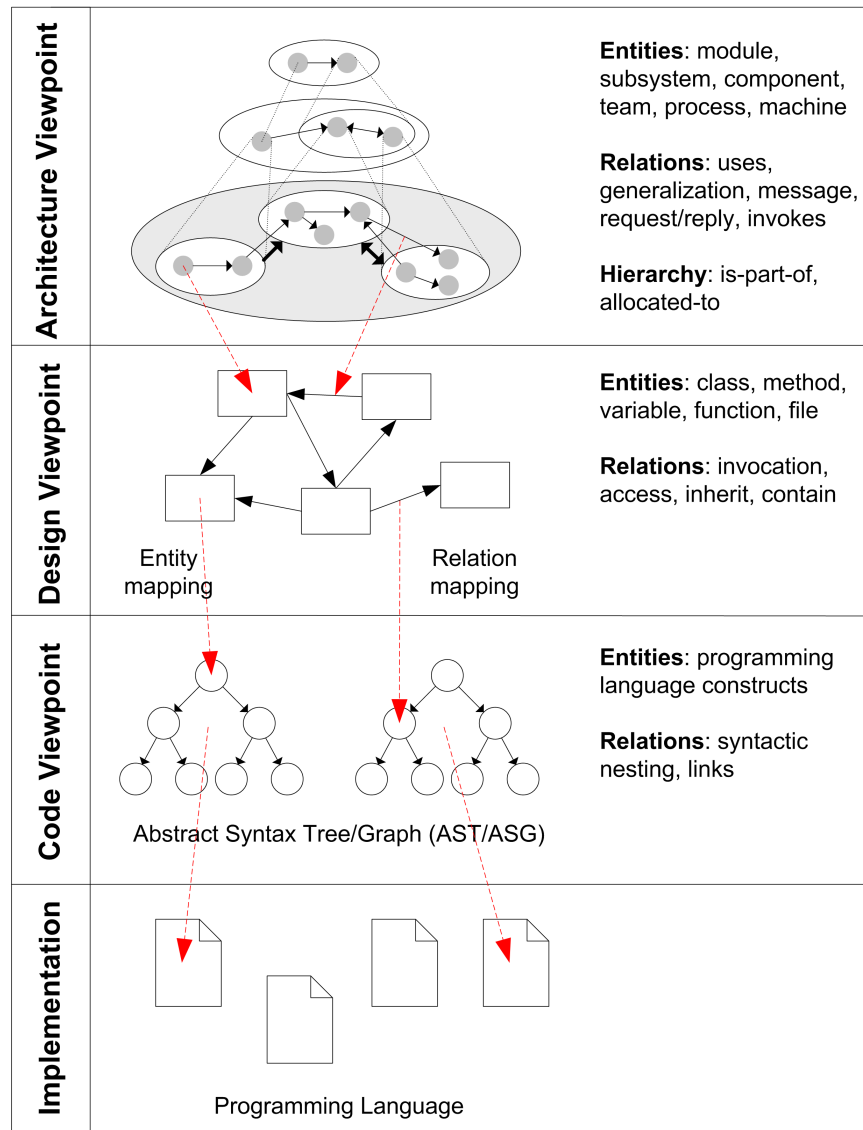 Architecture Viewpoint
Entities: module,
subsystem, component,
team, process, machine
Relations: uses,
generalization, message,
request/reply, invokes
Hierarchy: is-part-of,
allocated-to
Design Viewpoint
Entities: class, method,
variable, function, file
Relations: invocation,
access, inherit, contain
Entity
mapping
Relation
mapping
Code Viewpoint
Entities: programming
language constructs
Relations: syntactic
nesting, links
Abstract Syntax Tree/Graph (AST/ASG)
Implementation
Programming Language